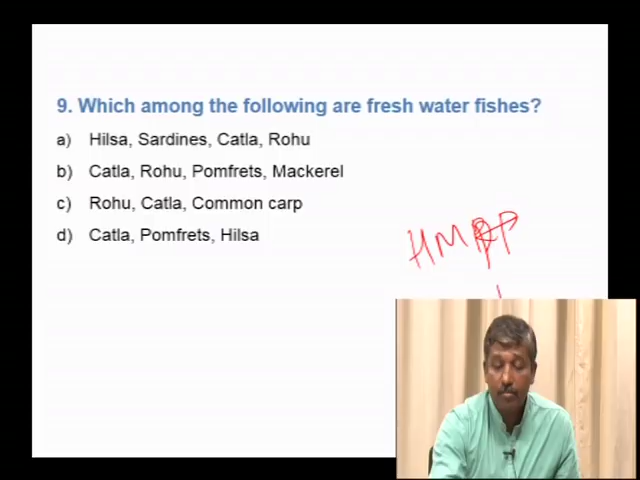 9. Which among the following are fresh water fishes?
a) Hilsa, Sardines, Catla, Rohu
b) Catla, Rohu, Pomfrets, Mackerel
c) Rohu, Catla, Common carp
d) Catla, Pomfrets, Hilsa